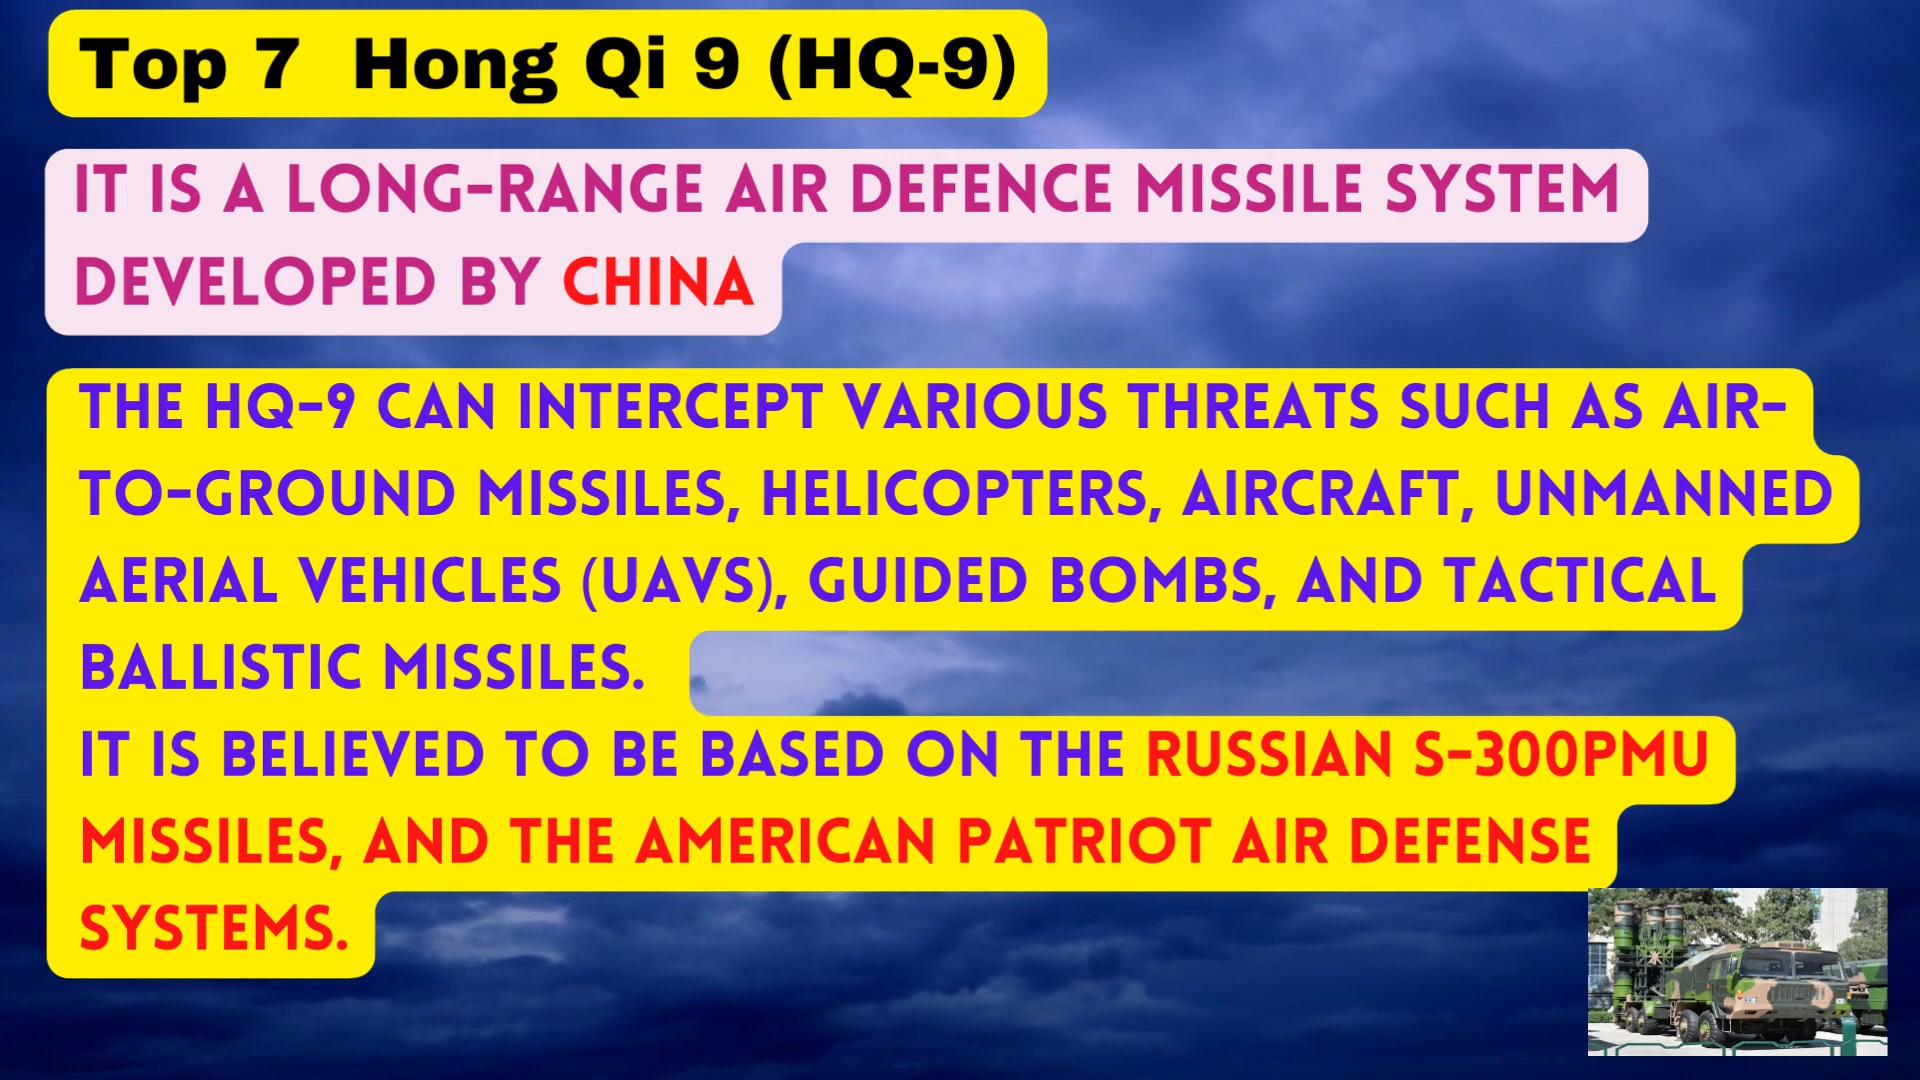 Top 7 Hong Qi 9 (HQ-9)
IT IS A LONG-RANGE AIR DEFENCE MISSILE SYSTEM
DEVELOPED BY CHINA
THE HQ-9 CAN INTERCEPT VARIOUS THREATS SUCH AS AIR-
TO-GROUND MISSILES, HELICOPTERS, AIRCRAFT, UNMANNED
AERIAL VEHICLES (UAVS), GUIDED BOMBS, AND TACTICAL
BALLISTIC MISSILES.
IT IS BELIEVED TO BE BASED ON THE RUSSIAN S-300PMU
MISSILES, AND THE AMERICAN PATRIOT AIR DEFENSE
SYSTEMS.